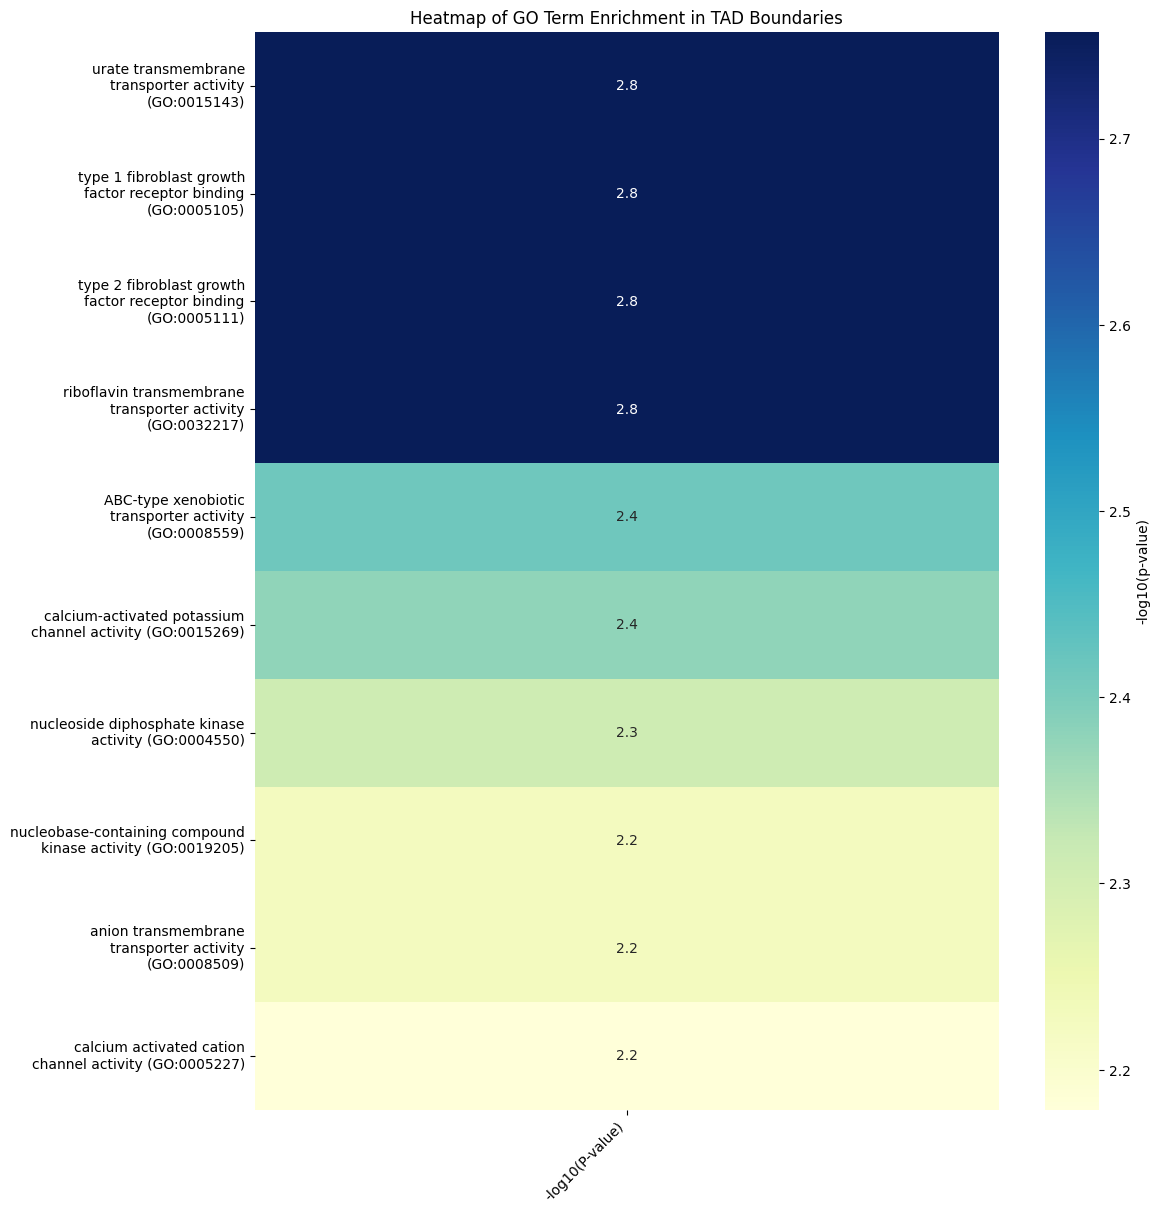 Heatmap of GO Term Enrichment in TAD Boundaries
urate transmembrane
transporter activity
(GO:0015143)
2.8
type 1 fibroblast growth
factor receptor binding
(GO:0005105)
2.8
type 2 fibroblast growth
factor receptor binding
(GO:0005111)
2.8
riboflavin transmembrane
transporter activity
(GO:0032217)
2.8
ABC-type xenobiotic
transporter activity
(GO:0008559)
2.4
calcium-activated potassium
channel activity (GO:0015269)
2.4
nucleoside diphosphate kinase
activity (GO:0004550)
2.3
nucleobase-containing compound
kinase activity (GO:0019205)
2.2
anion transmembrane
transporter activity
(GO:0008509)
2.2
calcium activated cation
channel activity (GO:0005227)
2.2
-log10(P-value)
2.7
2.6
2.5
2.4
2.3
2.2
-log10(p-value)